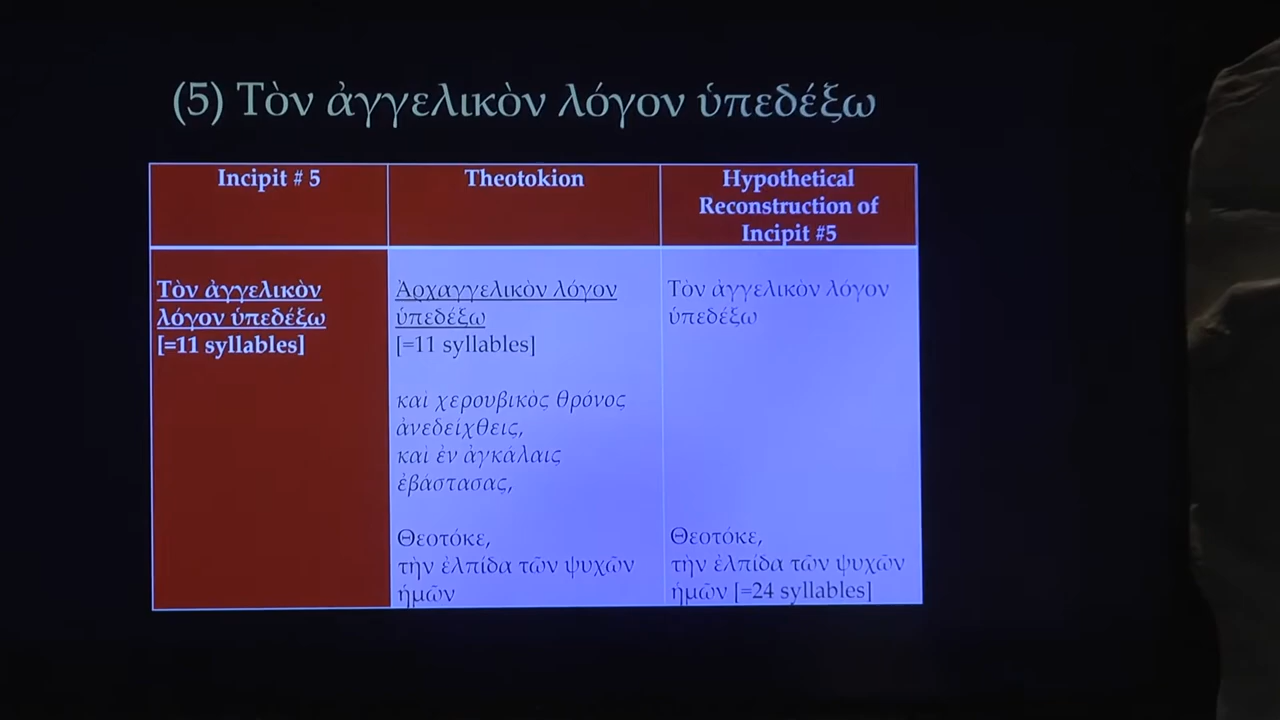 (5) Τὸν ἀγγελικὸν λόγον ὑπεδέξω
Incipit # 5
Theotokion
Hypothetical
Reconstruction of
Incipit #5
Τὸν ἀγγελικὸν
λόγον ὑπεδέξω
[=11 syllables]
Ἀρχαγγελικὸν λόγον
ὑπεδέξω
[=11 syllables]
καὶ χερουβικὸς θρόνος
ἀνεδείχθεις,
καὶ ἐν ἀγκάλαις
ἐβάστασας,
Θεοτόκε,
τὴν ἐλπίδα τῶν ψυχῶν
ἡμῶν
Τὸν ἀγγελικὸν λόγον
ὑπεδέξω
Θεοτόκε,
τὴν ἐλπίδα τῶν ψυχῶν
ἡμῶν [=24 syllables]